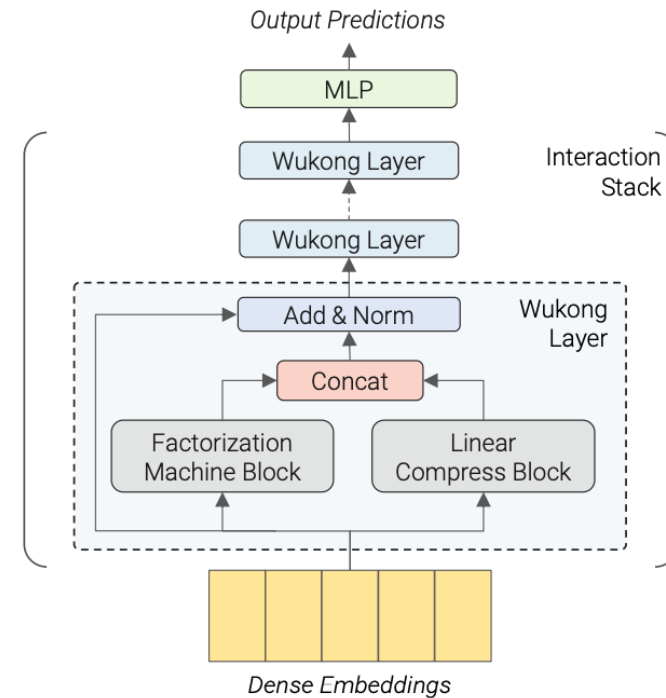 Output Predictions
MLP
Wukong Layer
Interaction
Stack
Wukong Layer
Add & Norm
Wukong
Layer
Concat
Factorization
Machine Block
Linear
Compress Block
Dense Embeddings